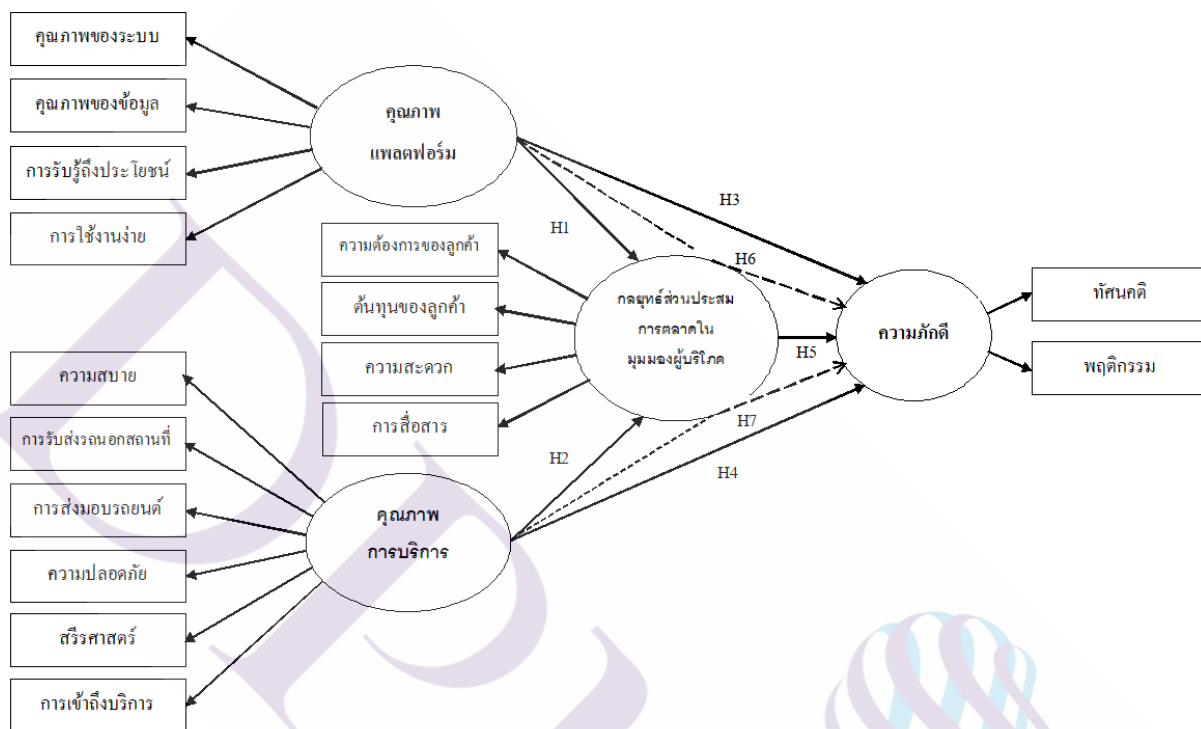 คุณภาพของระบบ
คุณภาพของข้อมูล
การรับรู้ถึงประโยชน์
การใช้งานง่าย
คุณภาพ
แพลตฟอร์ม
H1
H3
H6
ความต้องการของลูกค้า
ต้นทุนของลูกค้า
ความสะดวก
การสื่อสาร
กลยุทธ์ส่วนประสม
การตลาดใน
มุมมองผู้บริโภค
H5
ความภักดี
ทัศนคติ
พฤติกรรม
ความสบาย
การรับส่งรถนอกสถานที่
การส่งมอบรถยนต์
ความปลอดภัย
สรีรศาสตร์
การเข้าถึงบริการ
คุณภาพ
การบริการ
H2
H7
H4
DP